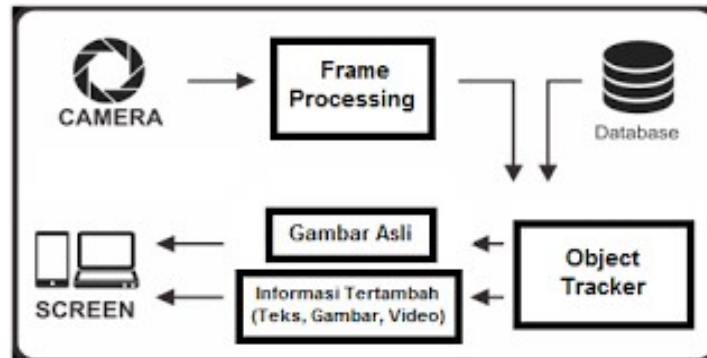 CAMERA
Frame
Processing
Database
SCREEN
Gambar Asli
Informasi Tertambah
(Teks, Gambar, Video)
Object
Tracker